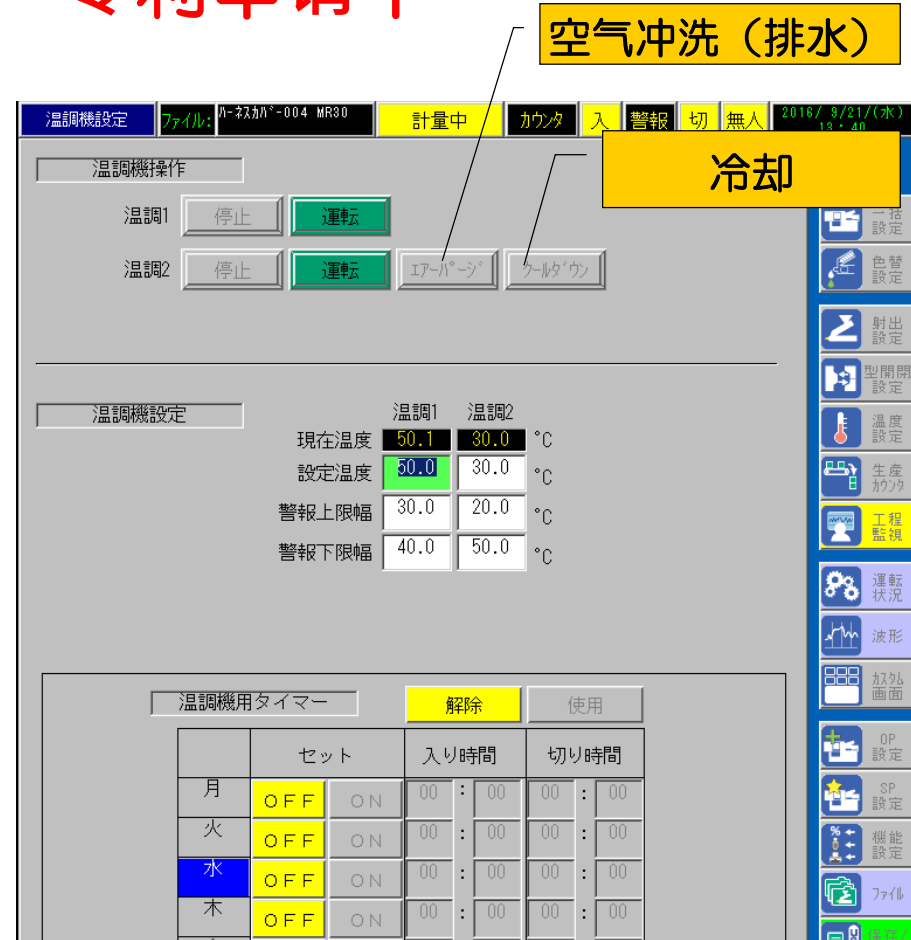 专利申请中
空气冲洗（排水）
温調機設定 ファイル: ﾊｰﾈｽｶﾊﾞｰ-004 MR30 計量中 ｶｳﾝﾀ 入 警報 切 無人 2016/ 9/21/(水)
13:40
冷却
温調機操作
温調1 停止 運転
温調2 停止 運転 ｴｱｰﾊﾟｰｼﾞ ｸｰﾙﾀﾞｳﾝ
温調機設定
温調1 温調2
現在温度 50.1 30.0 °C
設定温度 50.0 30.0 °C
警報上限幅 30.0 20.0 °C
警報下限幅 40.0 50.0 °C
温調機用タイマー 解除 使用
セット 入り時間 切り時間
月 OFF ON 00 : 00 00 : 00
火 OFF ON 00 : 00 00 : 00
水 OFF ON 00 : 00 00 : 00
木 OFF ON 00 : 00 00 : 00
一括
設定
色替
設定
射出
設定
型開閉
設定
温度
設定
生産
ｶｳﾝﾀ
工程
監視
運転
状況
波形
ｶｽﾀﾑ
画面
OP
設定
SP
設定
機能
設定
ﾌｧｲﾙ
保存/